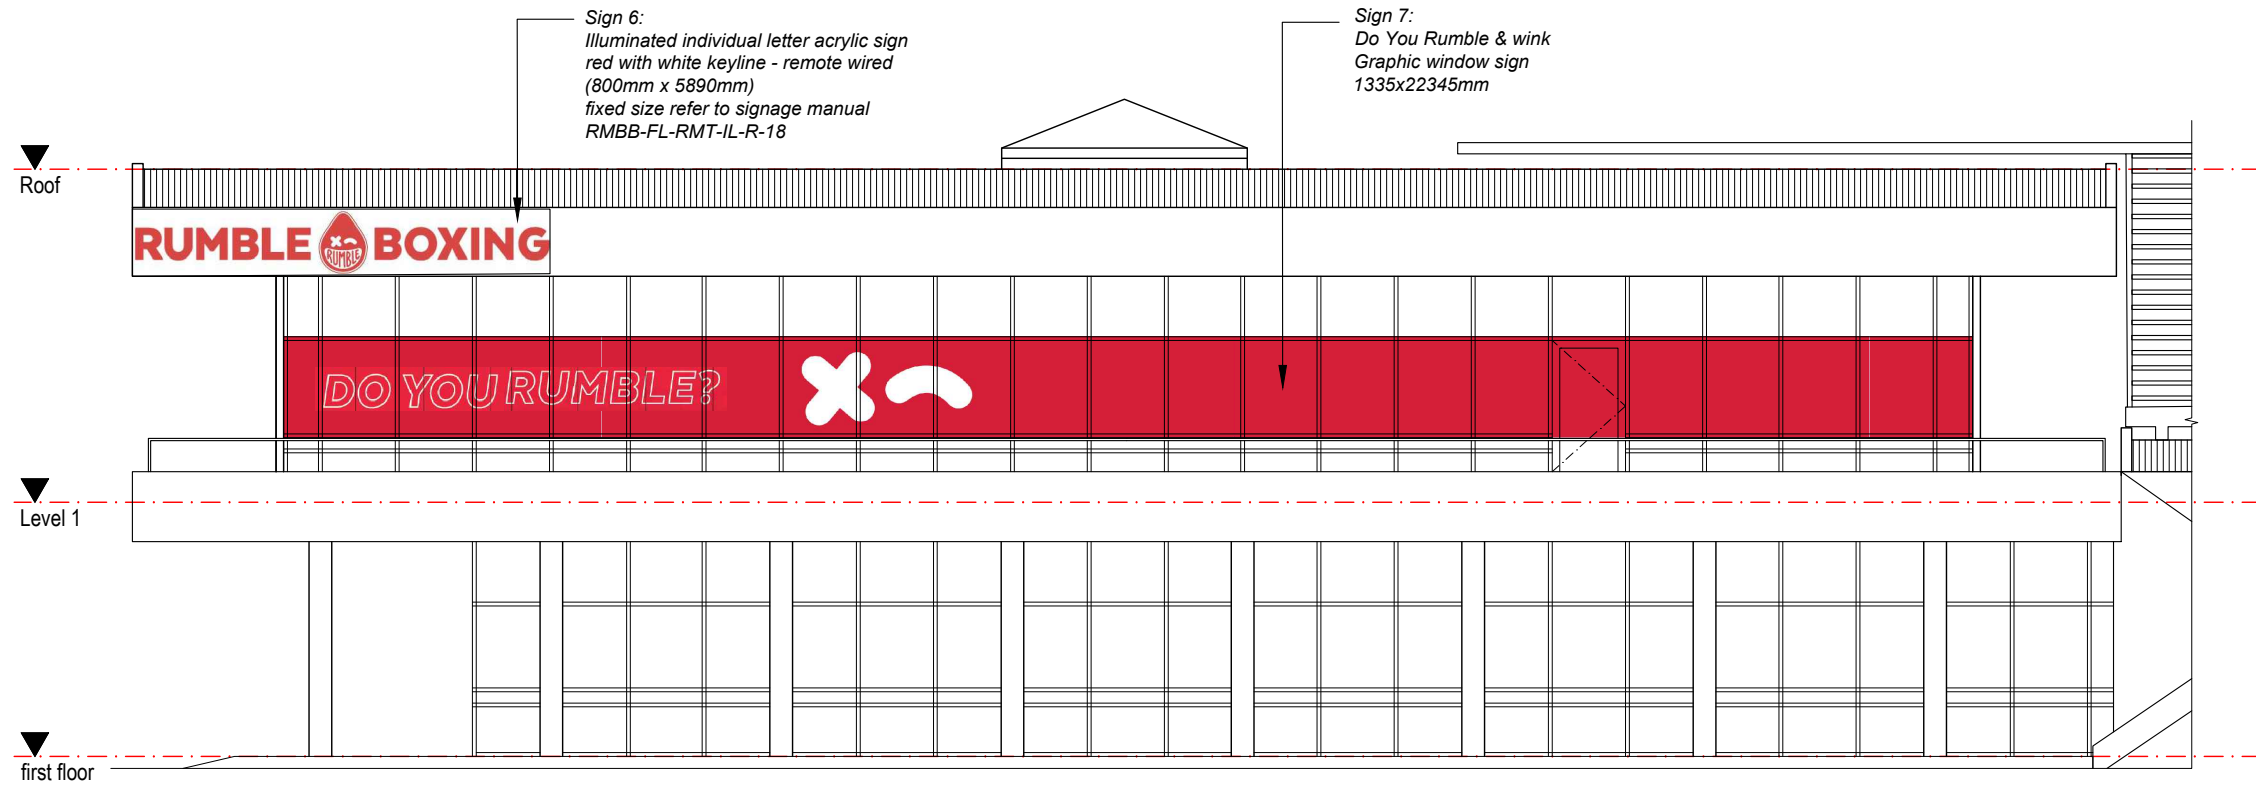 Sign 6:
Illuminated individual letter acrylic sign
red with white keyline - remote wired
(800mm x 5890mm)
fixed size refer to signage manual
RMBB-FL-RMT-IL-R-18
Sign 7:
Do You Rumble & wink
Graphic window sign
1335x22345mm
Roof
RUMBLE RUMBLE BOXING
DO YOU RUMBLE?
Level 1
first floor